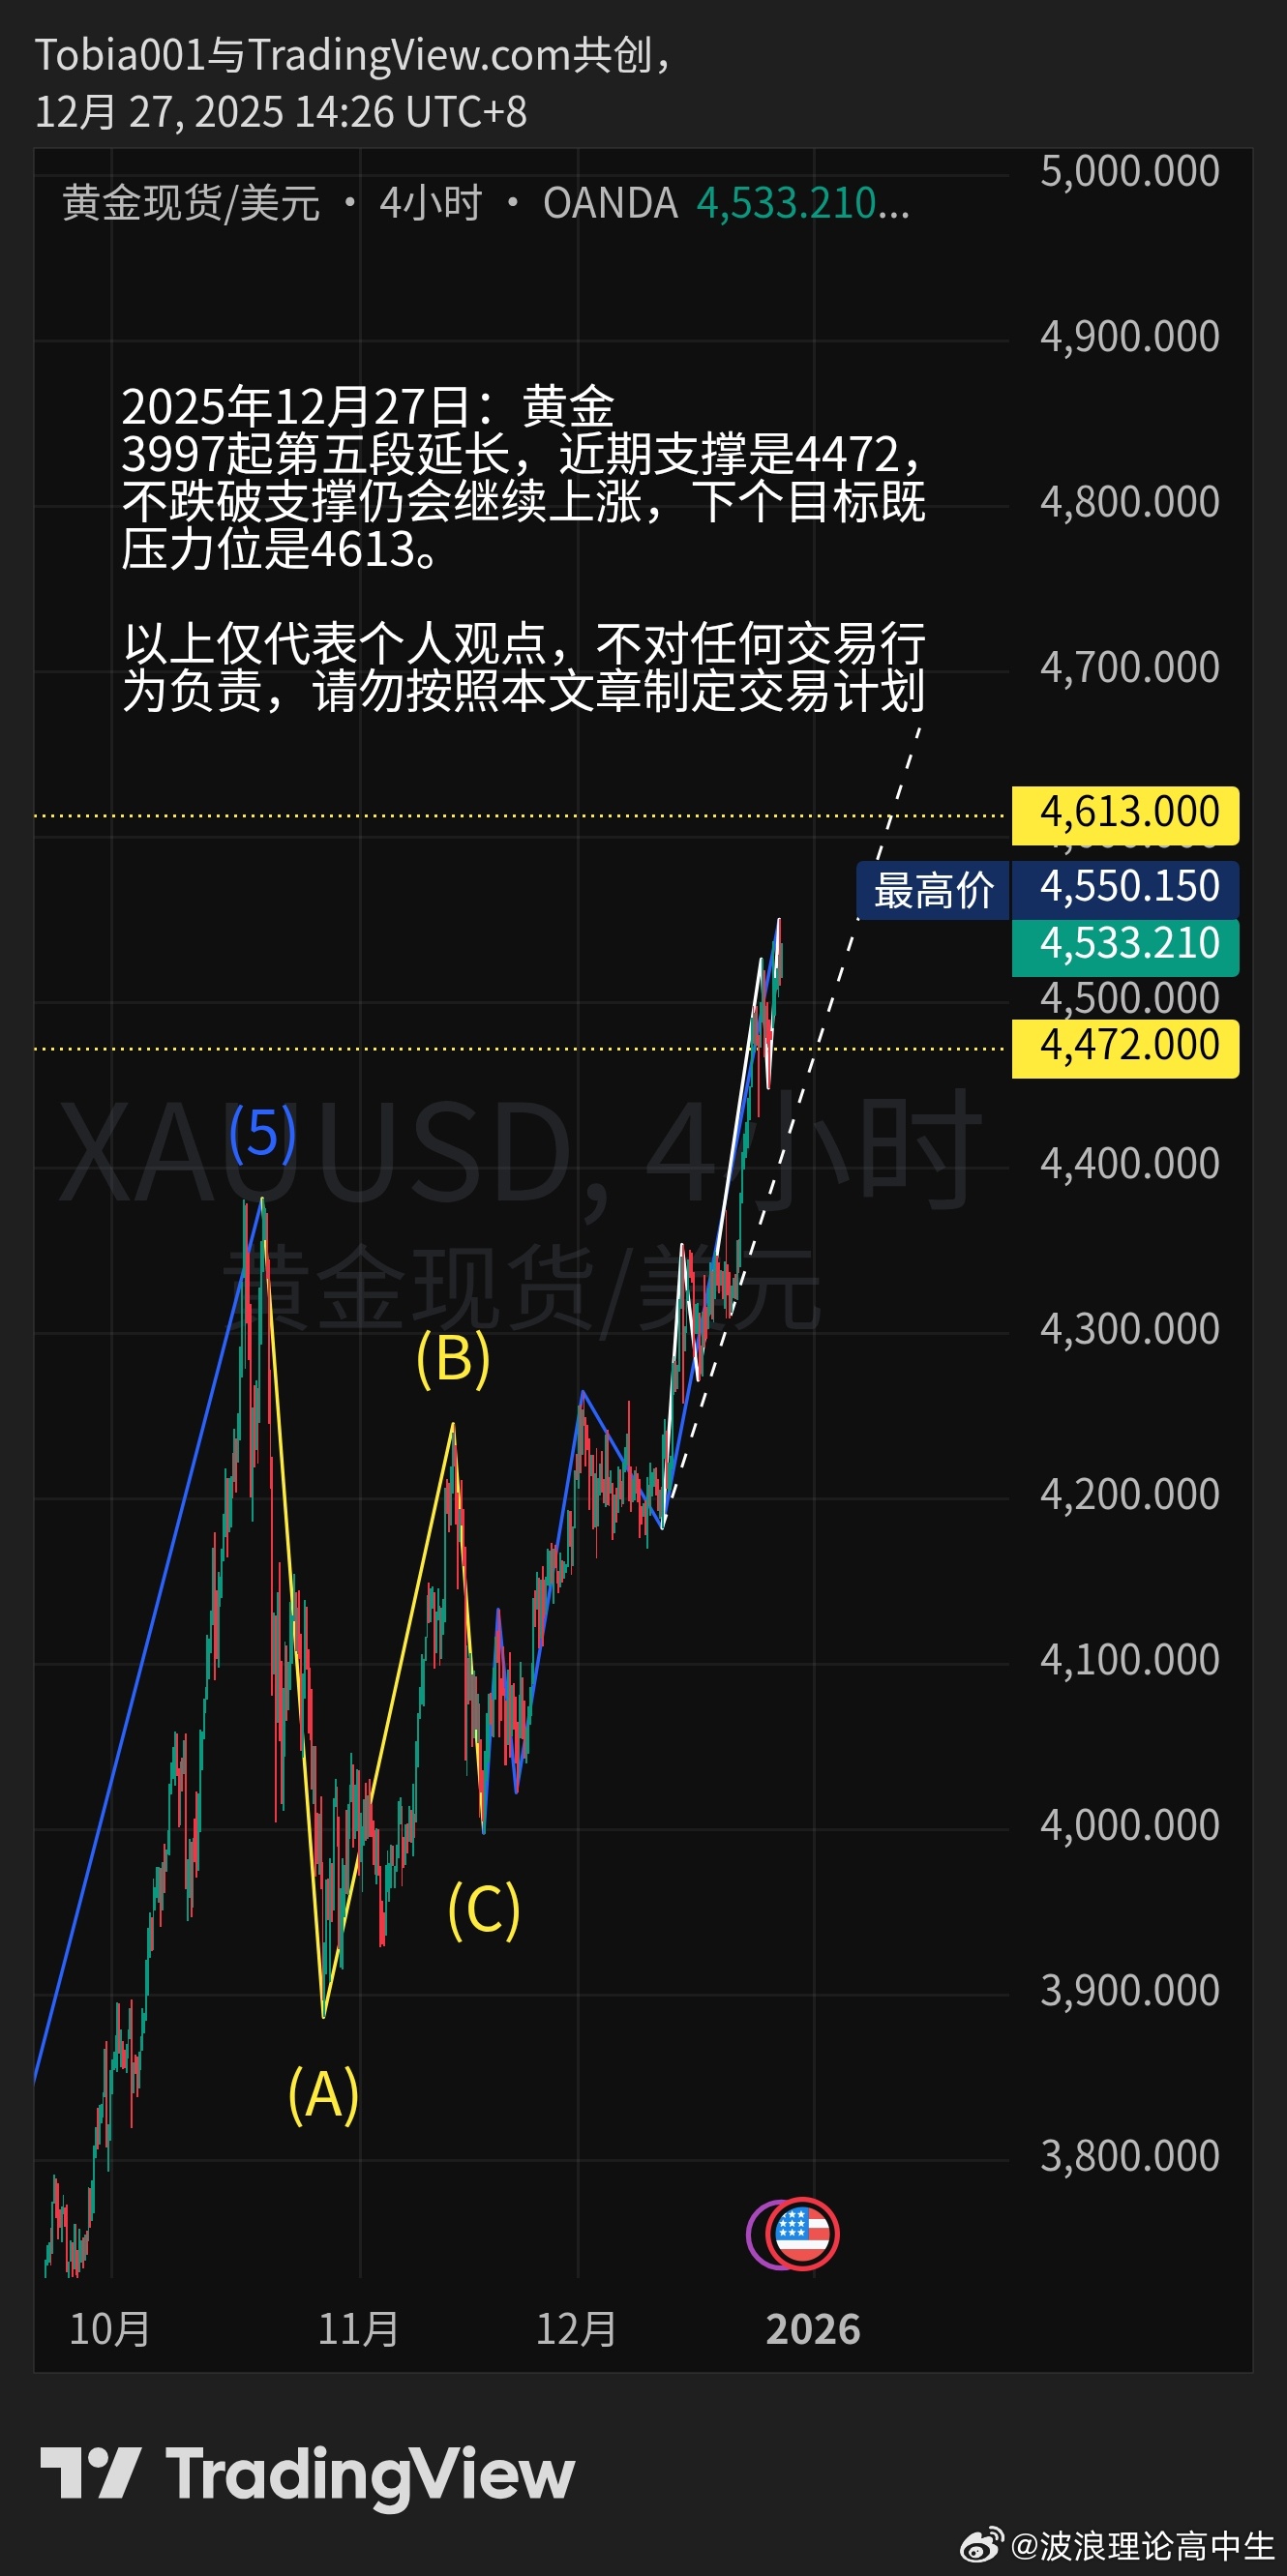 Tobia001与TradingView.com共创，
12月 27, 2025 14:26 UTC+8
黄金现货/美元 · 4小时 · OANDA 4,533.210...
5,000.000
4,900.000
2025年12月27日：黄金
3997起第五段延长，近期支撑是4472，
不跌破支撑仍会继续上涨，下个目标既
压力位是4613。
4,800.000
以上仅代表个人观点，不对任何交易行
为负责，请勿按照本文章制定交易计划
4,700.000
4,613.000
最高价 4,550.150
4,533.210
4,500.000
4,472.000
XAUUSD, 4小时
黄金现货/美元
(5)
4,400.000
(B)
4,300.000
4,200.000
4,100.000
4,000.000
(C)
3,900.000
(A)
3,800.000
10月 11月 12月 2026
TradingView
@波浪理论高中生